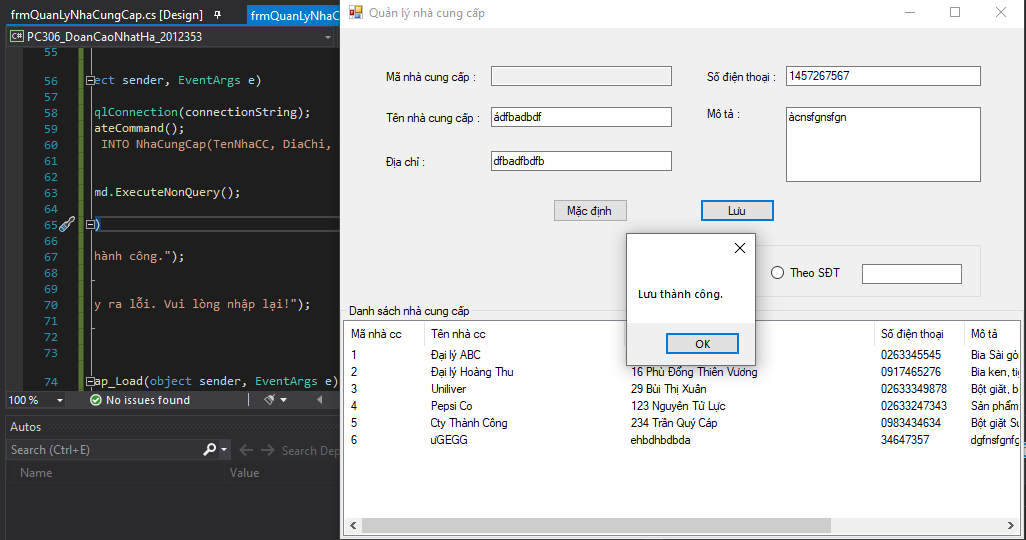 frmQuanLyNhaCungCap.cs [Design]
frmQuanLyNhaC
C# PC306_DoanCaoNhatHa_2012353
55
56 ect sender, EventArgs e)
57
58 qlConnection(connectionString);
59 ateCommand();
60 INTO NhaCungCap(TenNhaCC, DiaChi,
61
62
63 md.ExecuteNonQuery();
64
65 )
66
67 hành công.");
68
69
70 y ra lỗi. Vui lòng nhập lại!");
71
72
73
74 ap_Load(object sender, EventArgs e)
100 %
No issues found
Autos
Search (Ctrl+E)
Search Dep
Name Value
Quản lý nhà cung cấp
Mã nhà cung cấp :
Số điện thoại : 1457267567
Tên nhà cung cấp : ádfbadbdf
Mô tả : àcnsfgnsfgn
Địa chỉ : dfbadfbdfb
Mặc định
Lưu
Theo SĐT
Lưu thành công.
OK
Danh sách nhà cung cấp
Mã nhà cc Tên nhà cc Số điện thoại Mô tả
1 Đại lý ABC 0263345545 Bia Sài gò
2 Đại lý Hoàng Thu 16 Phù Đổng Thiên Vương 0917465276 Bia ken, tig
3 Uniliver 29 Bùi Thị Xuân 02633349878 Bột giặt, b
4 Pepsi Co 123 Nguyên Tử Lực 02633247343 Sản phẩm
5 Cty Thành Công 234 Trần Quý Cáp 0983434634 Bột giặt Su
6 ưGEGG ehbdhbdbda 34647357 dgfnsfgnfg